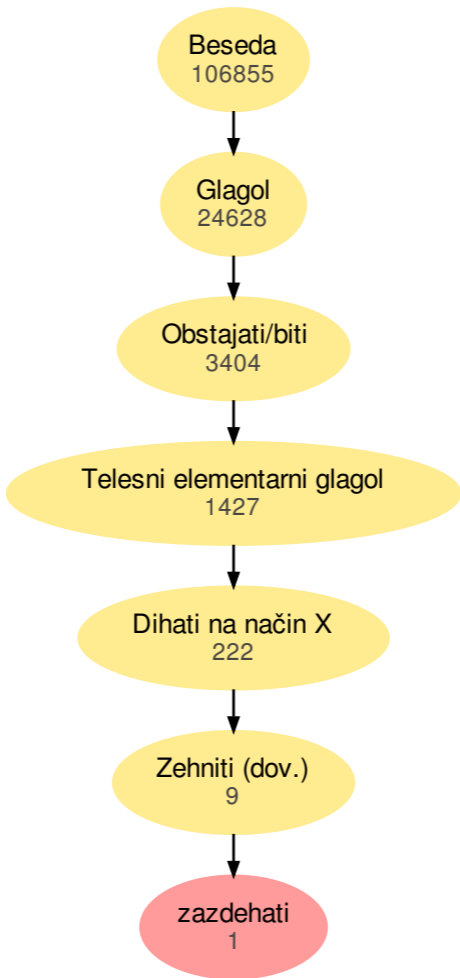 Beseda
106855
Glagol
24628
Obstajati/biti
3404
Telesni elementarni glagol
1427
Dihati na način X
222
Zehniti (dov.)
9
zazdehati
1